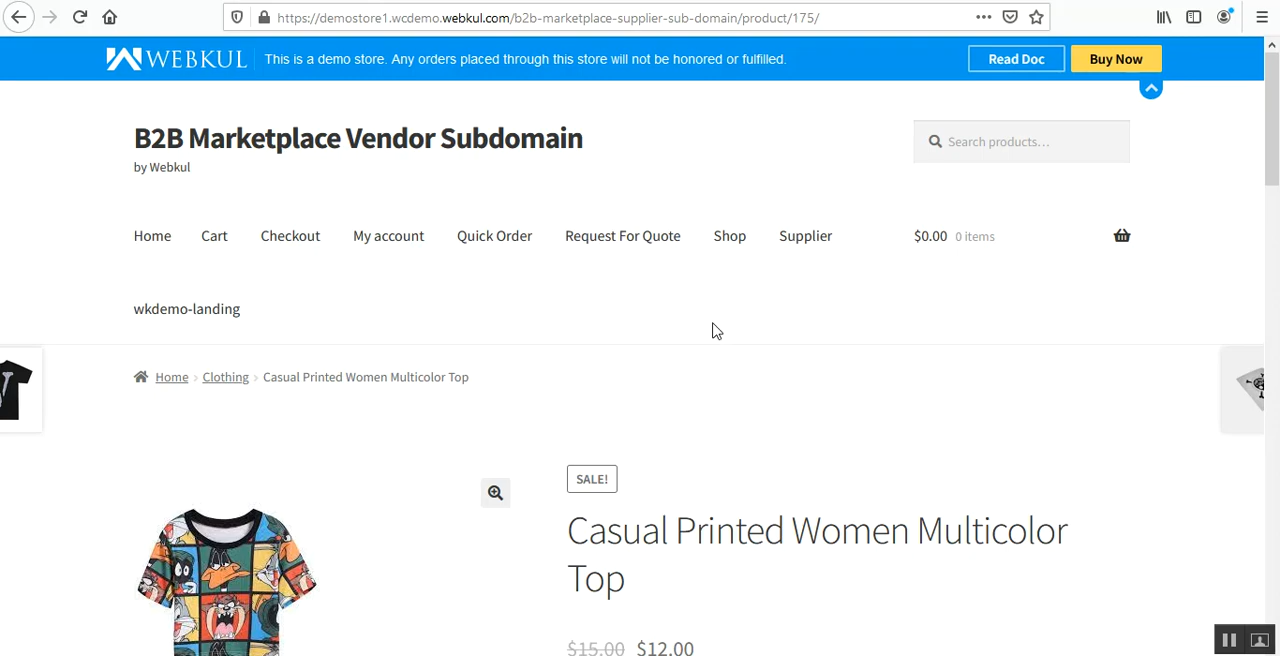 https://demostore1.wcdemo.webkul.com/b2b-marketplace-supplier-sub-domain/product/175/
WEBKUL This is a demo store. Any orders placed through this store will not be honored or fulfilled. Read Doc Buy Now
B2B Marketplace Vendor Subdomain
by Webkul
Search products…
Home Cart Checkout My account Quick Order Request For Quote Shop Supplier $0.00 0 items
wkdemo-landing
Home › Clothing › Casual Printed Women Multicolor Top
SALE!
Casual Printed Women Multicolor
Top
$15.00 $12.00